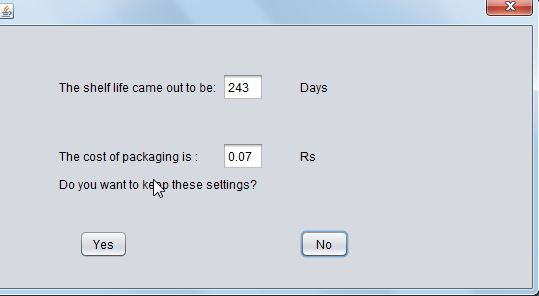 The shelf life came out to be: 243 Days
The cost of packaging is : 0.07 Rs
Do you want to keep these settings?
Yes No